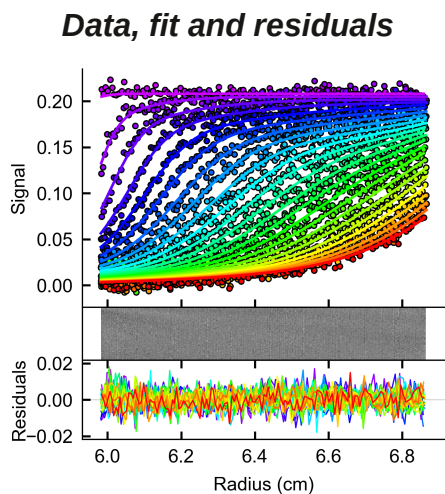 Data, fit and residuals
Signal
0.20
0.15
0.10
0.05
0.00
Residuals
0.02
0.00
−0.02
6.0 6.2 6.4 6.6 6.8
Radius (cm)